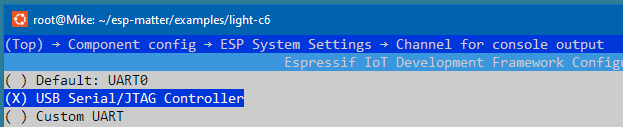 root@Mike: ~/esp-matter/examples/light-c6
(Top) → Component config → ESP System Settings → Channel for console output
Espressif IoT Development Framework Configu
( ) Default: UART0
(X) USB Serial/JTAG Controller
( ) Custom UART